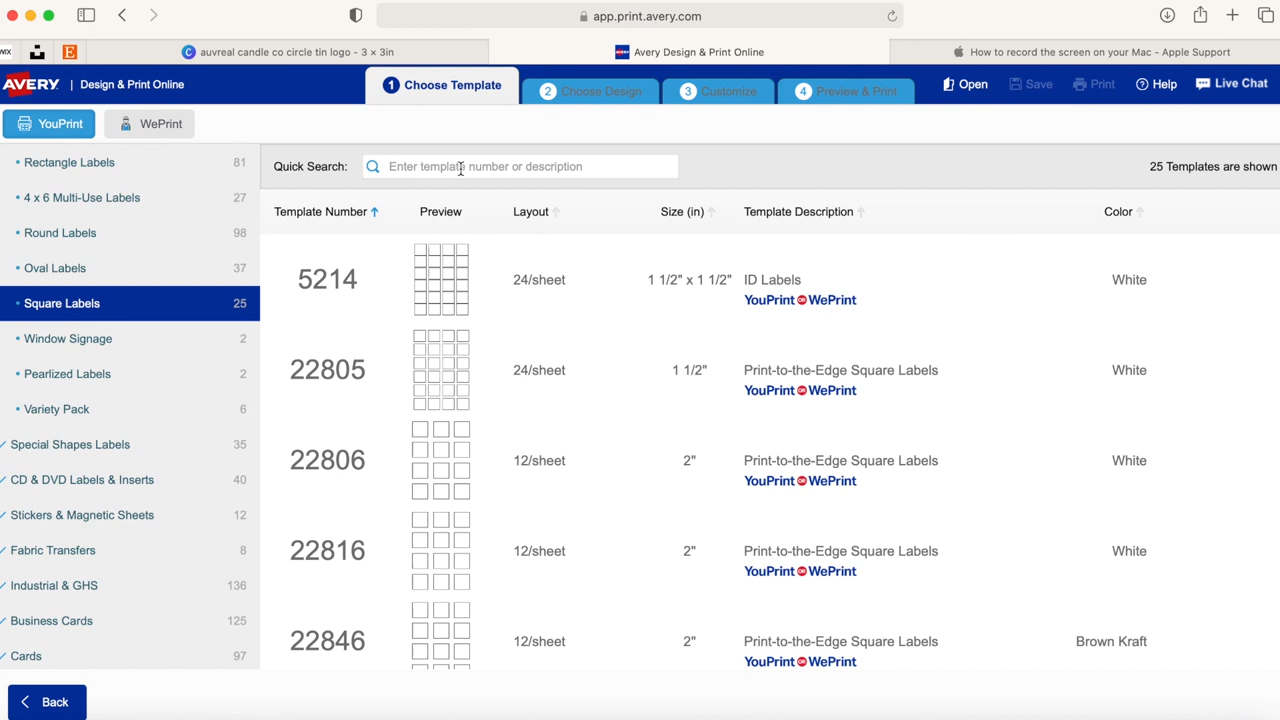 app.print.avery.com
WIX
E
C auvreal candle co circle tin logo - 3 × 3in
AVERY Avery Design & Print Online
How to record the screen on your Mac - Apple Support
AVERY | Design & Print Online
1 Choose Template
2 Choose Design
3 Customize
4 Preview & Print
Open
Save
Print
? Help
Live Chat
YouPrint
WePrint
Rectangle Labels 81
4 x 6 Multi-Use Labels 27
Round Labels 98
Oval Labels 37
Square Labels 25
Window Signage 2
Pearlized Labels 2
Variety Pack 6
Special Shapes Labels 35
CD & DVD Labels & Inserts 40
Stickers & Magnetic Sheets 12
Fabric Transfers 8
Industrial & GHS 136
Business Cards 125
Cards 97
Back
Quick Search: Enter template number or description
25 Templates are shown
Template Number Preview Layout Size (in) Template Description Color
5214 24/sheet 1 1/2" x 1 1/2" ID Labels White
YouPrint OR WePrint
22805 24/sheet 1 1/2" Print-to-the-Edge Square Labels White
YouPrint OR WePrint
22806 12/sheet 2" Print-to-the-Edge Square Labels White
YouPrint OR WePrint
22816 12/sheet 2" Print-to-the-Edge Square Labels White
YouPrint OR WePrint
22846 12/sheet 2" Print-to-the-Edge Square Labels Brown Kraft
YouPrint OR WePrint